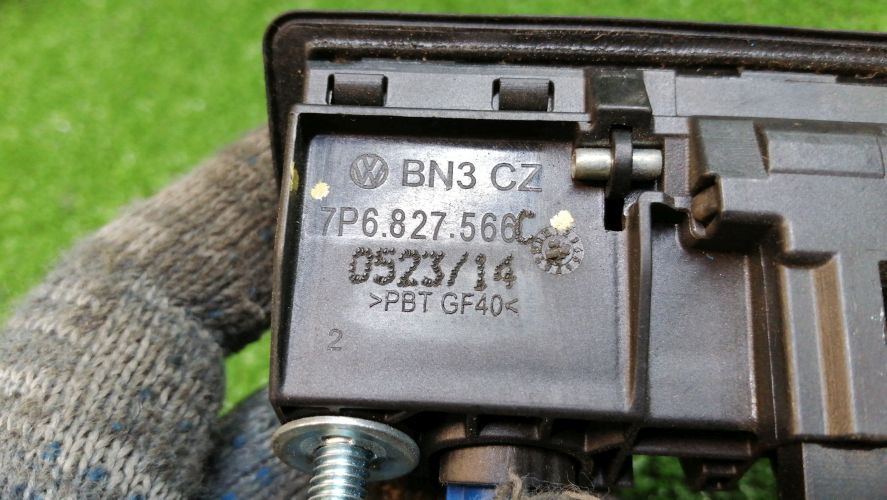 BN3 CZ
7P6.827.566C
0523/14
>PBT GF40<
2